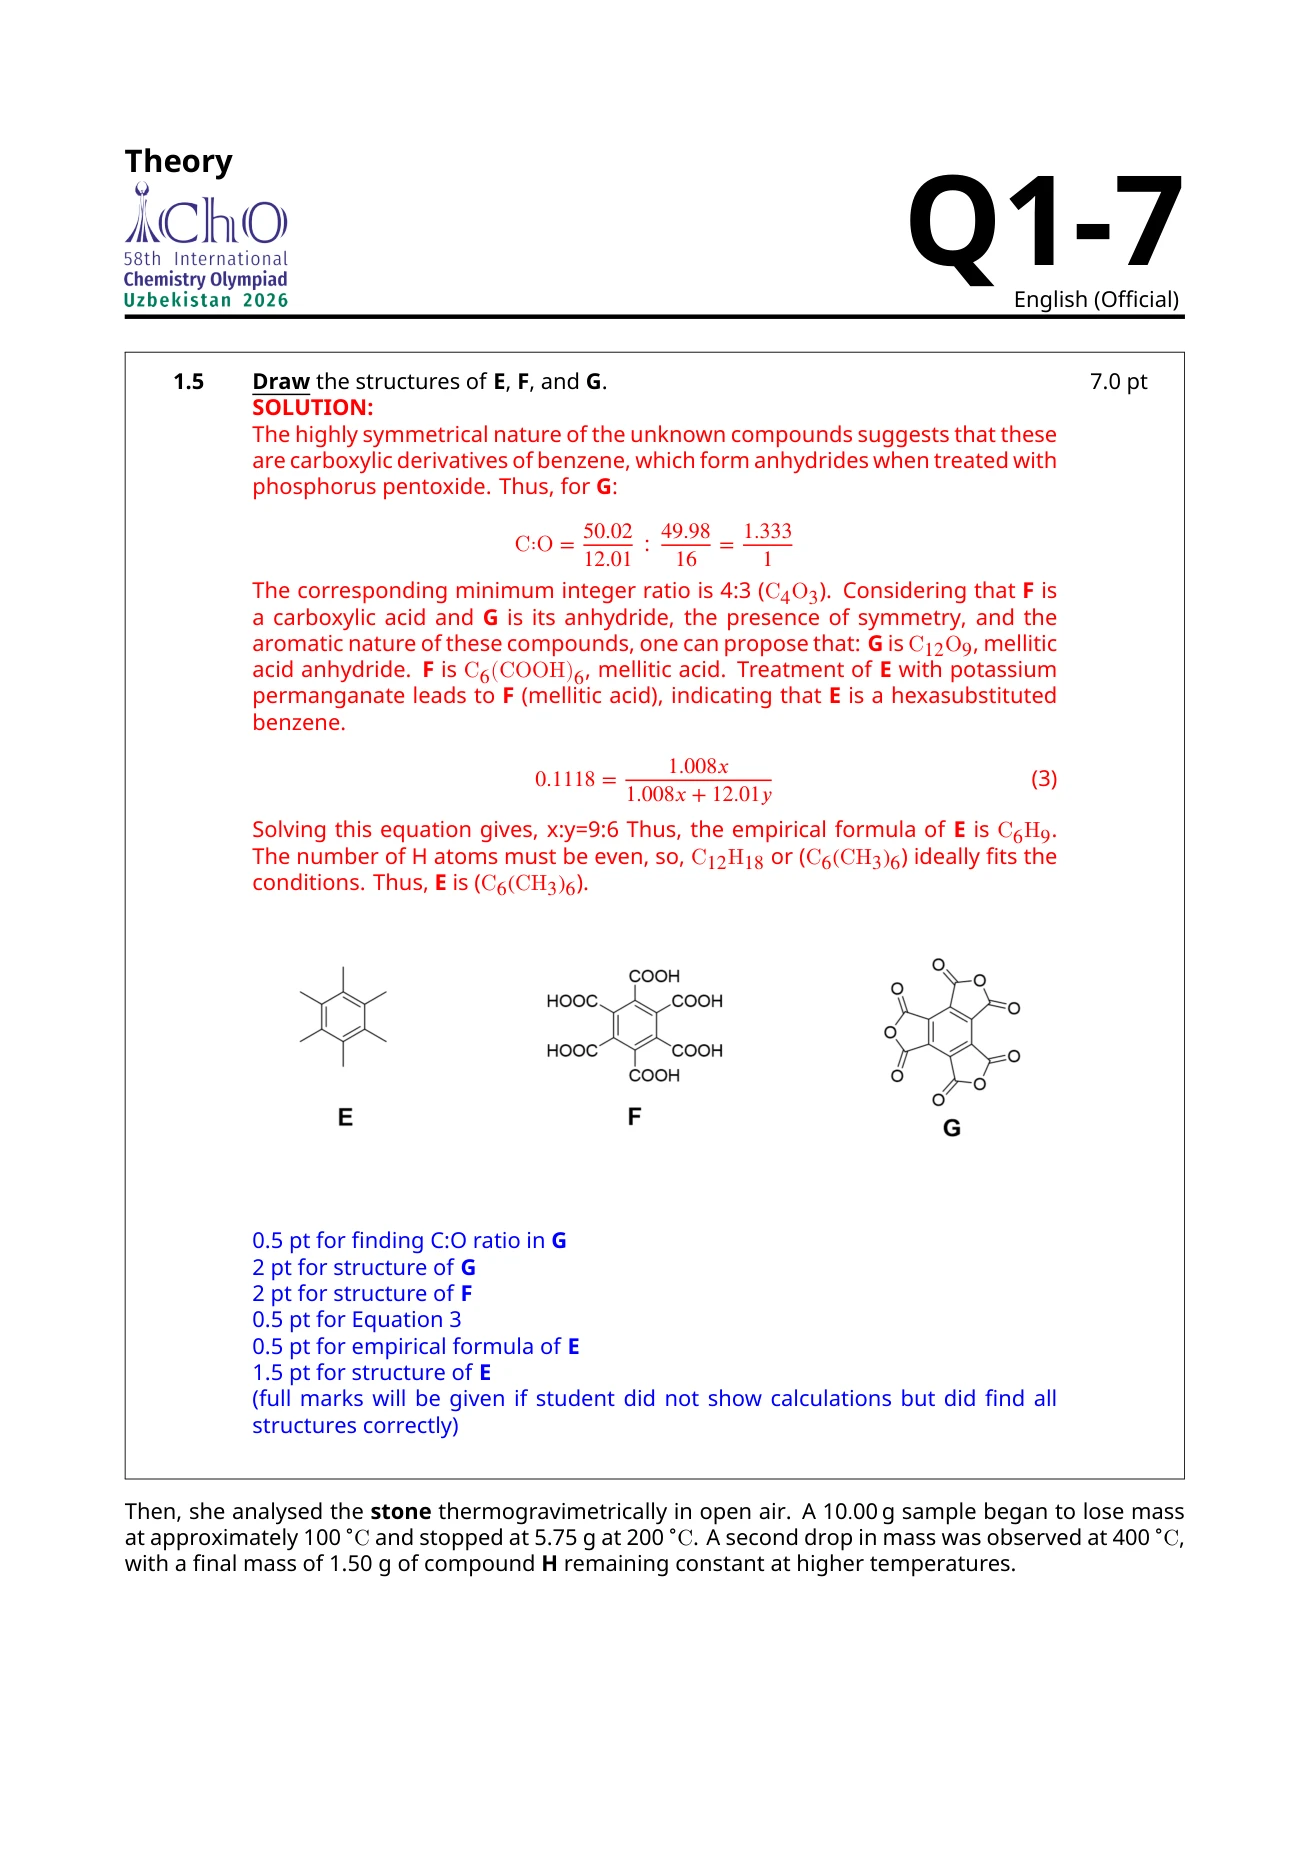 Theory
IChO
58th International
Chemistry Olympiad
Uzbekistan 2026
Q1-7
English (Official)
1.5 Draw the structures of E, F, and G. 7.0 pt
SOLUTION:
The highly symmetrical nature of the unknown compounds suggests that these
are carboxylic derivatives of benzene, which form anhydrides when treated with
phosphorus pentoxide. Thus, for G:
C:O = 50.02/12.01 : 49.98/16 = 1.333/1
The corresponding minimum integer ratio is 4:3 (C₄O₃). Considering that F is
a carboxylic acid and G is its anhydride, the presence of symmetry, and the
aromatic nature of these compounds, one can propose that: G is C₁₂O₉, mellitic
acid anhydride. F is C₆(COOH)₆, mellitic acid. Treatment of E with potassium
permanganate leads to F (mellitic acid), indicating that E is a hexasubstituted
benzene.
0.1118 = 1.008x/(1.008x + 12.01y) (3)
Solving this equation gives, x:y=9:6 Thus, the empirical formula of E is C₆H₉.
The number of H atoms must be even, so, C₁₂H₁₈ or (C₆(CH₃)₆) ideally fits the
conditions. Thus, E is (C₆(CH₃)₆).
COOH
HOOC COOH
HOOC COOH
COOH
O O
O O
O
O O
O O
E F G
0.5 pt for finding C:O ratio in G
2 pt for structure of G
2 pt for structure of F
0.5 pt for Equation 3
0.5 pt for empirical formula of E
1.5 pt for structure of E
(full marks will be given if student did not show calculations but did find all
structures correctly)
Then, she analysed the stone thermogravimetrically in open air. A 10.00 g sample began to lose mass
at approximately 100 °C and stopped at 5.75 g at 200 °C. A second drop in mass was observed at 400 °C,
with a final mass of 1.50 g of compound H remaining constant at higher temperatures.